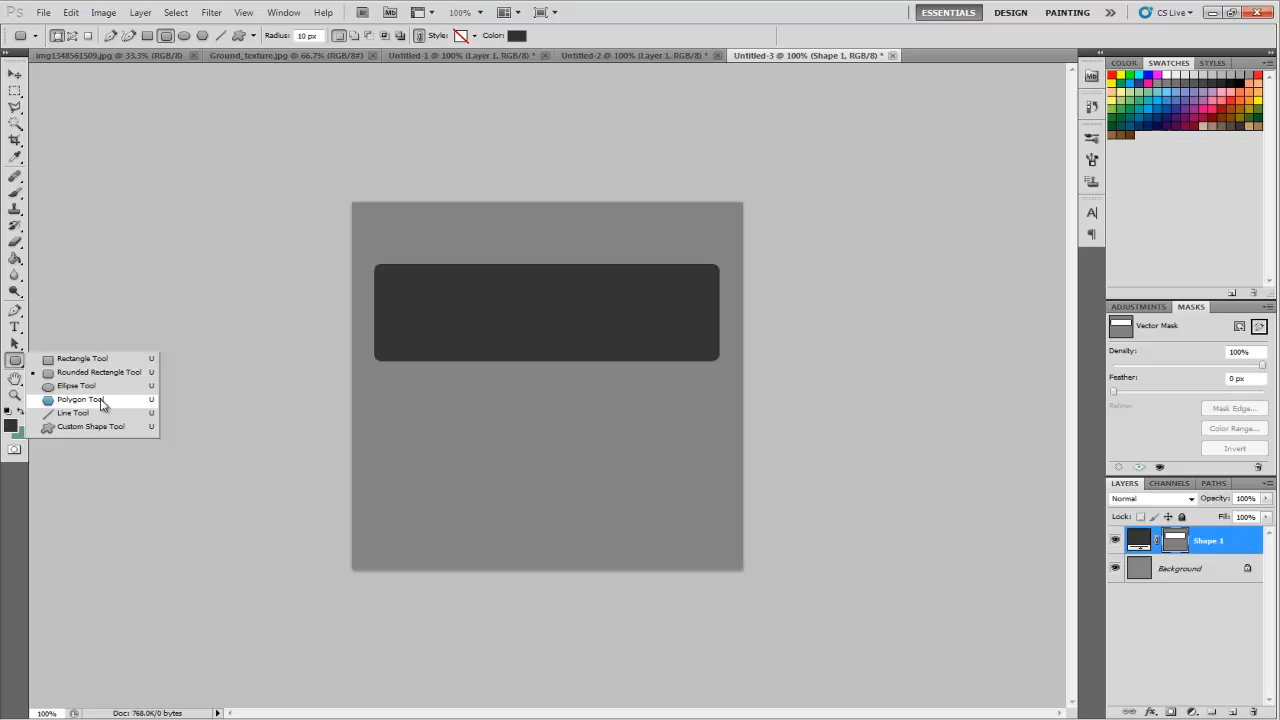 Ps File Edit Image Layer Select Filter View Window Help Br Mb 100% ESSENTIALS DESIGN PAINTING CS Live
Radius: 10 px Style: Color:
img1348561509.jpg @ 33.3% (RGB/8) Ground_texture.jpg @ 66.7% (RGB/8#) Untitled-1 @ 100% (Layer 1, RGB/8) * Untitled-2 @ 100% (Layer 1, RGB/8) * Untitled-3 @ 100% (Shape 1, RGB/8) *
COLOR SWATCHES STYLES
ADJUSTMENTS MASKS
Vector Mask
Density: 100%
Feather: 0 px
Refine:
Mask Edge...
Color Range...
Invert
Rectangle Tool U
Rounded Rectangle Tool U
Ellipse Tool U
Polygon Tool U
Line Tool U
Custom Shape Tool U
LAYERS CHANNELS PATHS
Normal Opacity: 100%
Lock: Fill: 100%
Shape 1
Background
100% Doc: 768.0K/0 bytes